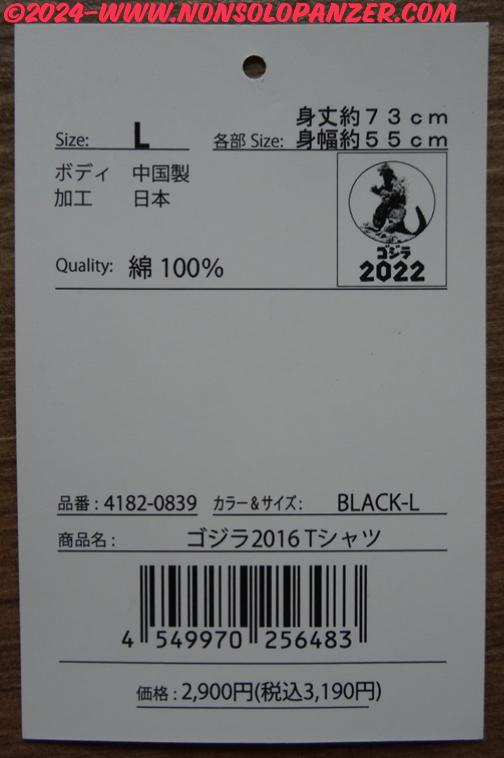 ©2024-WWW.NONSOLOPANZER.COM
Size: L 各部 Size: 身丈約７３ｃｍ
身幅約５５ｃｍ
ボディ 中国製
加工 日本
ゴジラ
2022
Quality: 綿 100%
品番 : 4182-0839 カラー＆サイズ : BLACK-L
商品名 : ゴジラ2016 Tシャツ
4 549970 256483
価格 : 2,900円(税込3,190円)